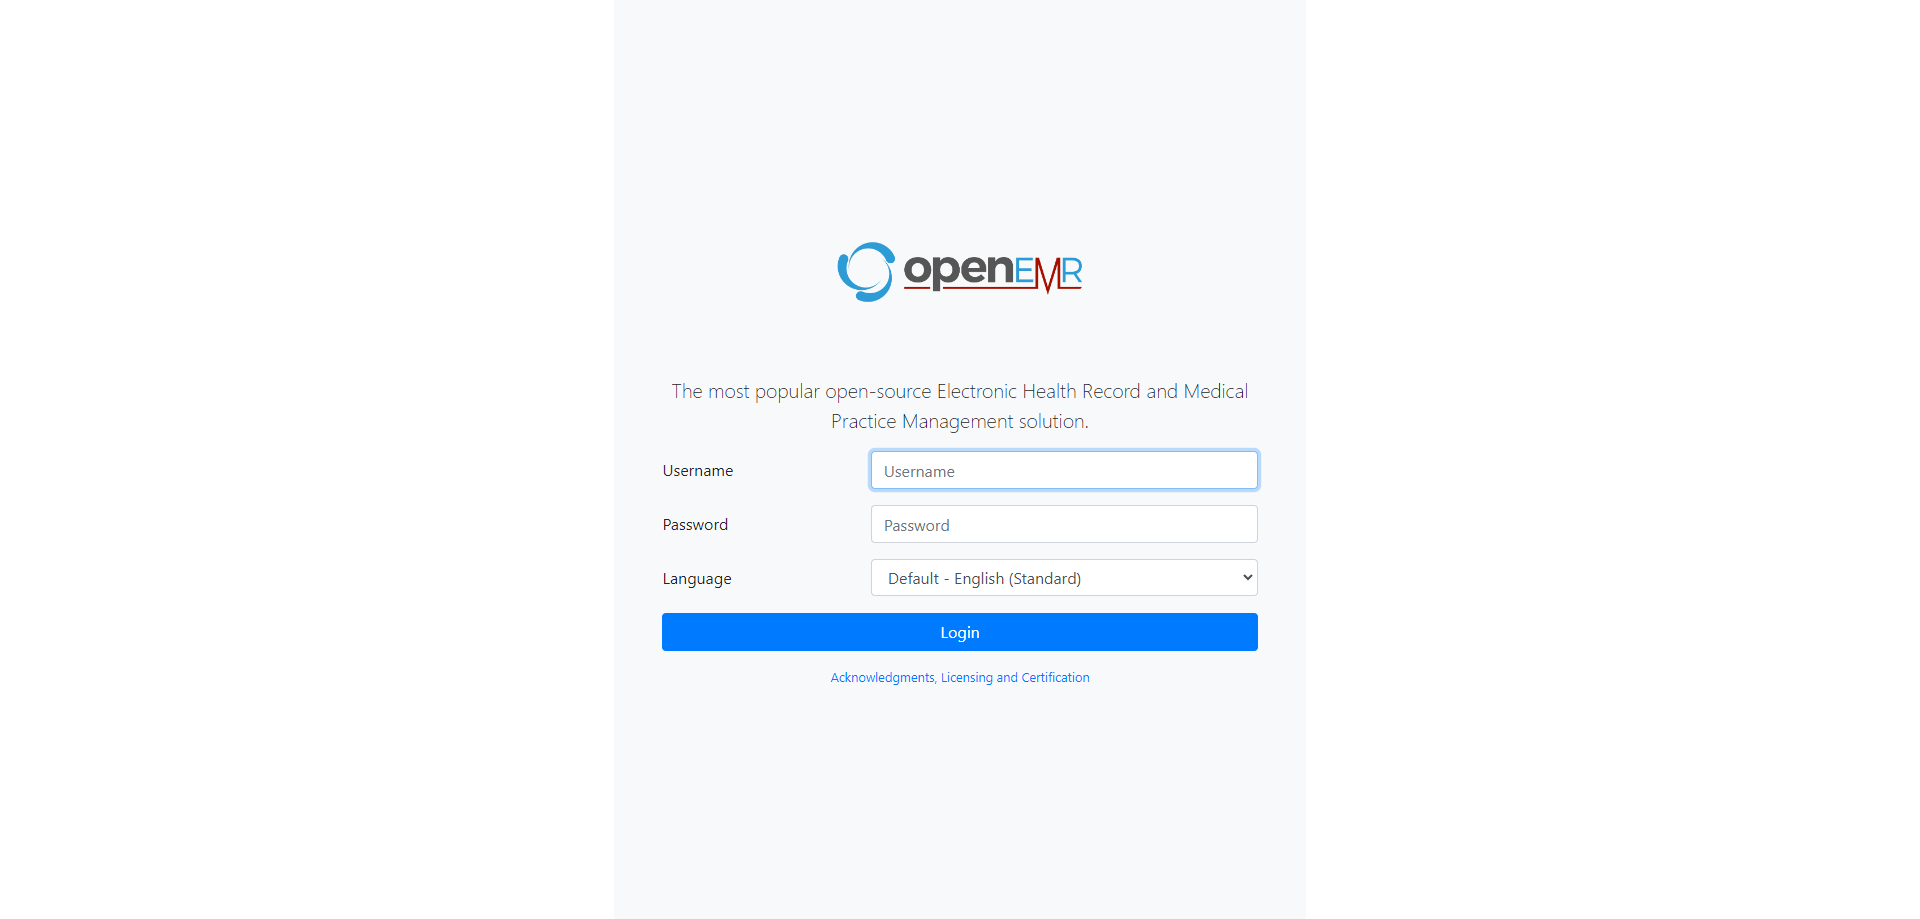 openEMR
The most popular open-source Electronic Health Record and Medical
Practice Management solution.
Username
Username
Password
Password
Language
Default - English (Standard)
Login
Acknowledgments, Licensing and Certification